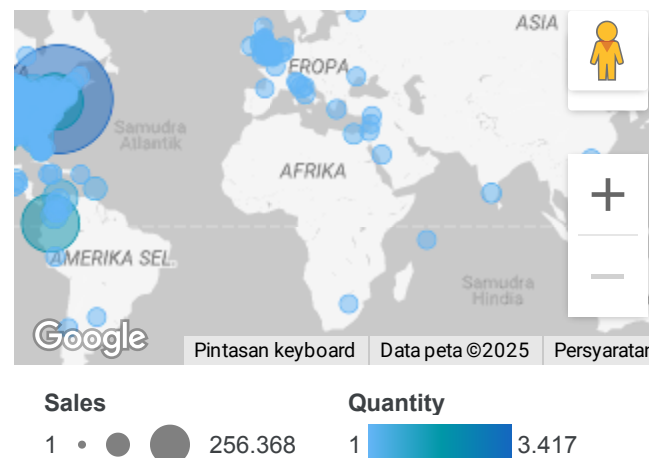 ASIA
EROPA
Samudra
Atlantik
AFRIKA
AMERIKA SEL.
Samudra
Hindia
Google
Pintasan keyboard
Data peta ©2025
Persyaratan
Sales
Quantity
1
256.368
1
3.417